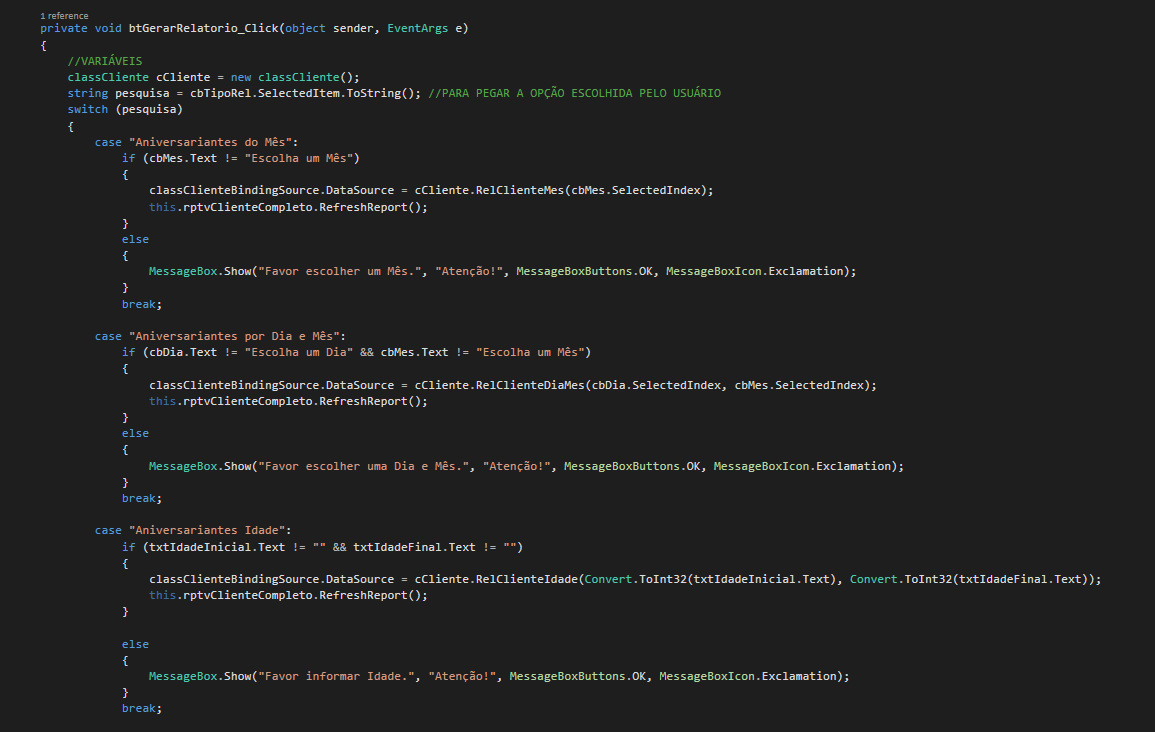 1 reference
private void btGerarRelatorio_Click(object sender, EventArgs e)
{
//VARIÁVEIS
classCliente cCliente = new classCliente();
string pesquisa = cbTipoRel.SelectedItem.ToString(); //PARA PEGAR A OPÇÃO ESCOLHIDA PELO USUÁRIO
switch (pesquisa)
{
case "Aniversariantes do Mês":
if (cbMes.Text != "Escolha um Mês")
{
classClienteBindingSource.DataSource = cCliente.RelClienteMes(cbMes.SelectedIndex);
this.rptvClienteCompleto.RefreshReport();
}
else
{
MessageBox.Show("Favor escolher um Mês.", "Atenção!", MessageBoxButtons.OK, MessageBoxIcon.Exclamation);
}
break;
case "Aniversariantes por Dia e Mês":
if (cbDia.Text != "Escolha um Dia" && cbMes.Text != "Escolha um Mês")
{
classClienteBindingSource.DataSource = cCliente.RelClienteDiaMes(cbDia.SelectedIndex, cbMes.SelectedIndex);
this.rptvClienteCompleto.RefreshReport();
}
else
{
MessageBox.Show("Favor escolher uma Dia e Mês.", "Atenção!", MessageBoxButtons.OK, MessageBoxIcon.Exclamation);
}
break;
case "Aniversariantes Idade":
if (txtIdadeInicial.Text != "" && txtIdadeFinal.Text != "")
{
classClienteBindingSource.DataSource = cCliente.RelClienteIdade(Convert.ToInt32(txtIdadeInicial.Text), Convert.ToInt32(txtIdadeFinal.Text));
this.rptvClienteCompleto.RefreshReport();
}
else
{
MessageBox.Show("Favor informar Idade.", "Atenção!", MessageBoxButtons.OK, MessageBoxIcon.Exclamation);
}
break;